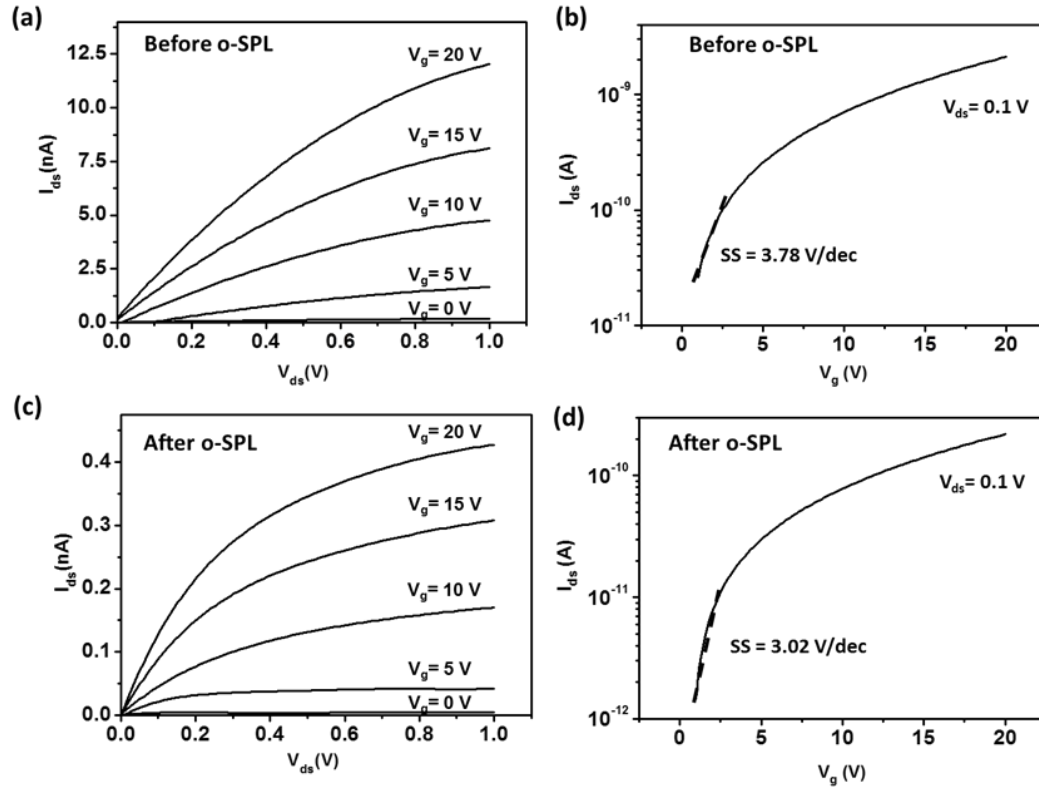 (a)
Before o-SPL
V_g= 20 V
V_g= 15 V
V_g= 10 V
V_g= 5 V
V_g= 0 V
12.5
10.0
7.5
5.0
2.5
0.0
I_ds(nA)
0.0 0.2 0.4 0.6 0.8 1.0
V_ds(V)
(b)
Before o-SPL
V_ds= 0.1 V
SS = 3.78 V/dec
10^-9
10^-10
10^-11
I_ds (A)
0 5 10 15 20
V_g (V)
(c)
After o-SPL
V_g= 20 V
V_g= 15 V
V_g= 10 V
V_g= 5 V
V_g= 0 V
0.4
0.3
0.2
0.1
0.0
I_ds(nA)
0.0 0.2 0.4 0.6 0.8 1.0
V_ds(V)
(d)
After o-SPL
V_ds= 0.1 V
SS = 3.02 V/dec
10^-10
10^-11
10^-12
I_ds (A)
0 5 10 15 20
V_g (V)